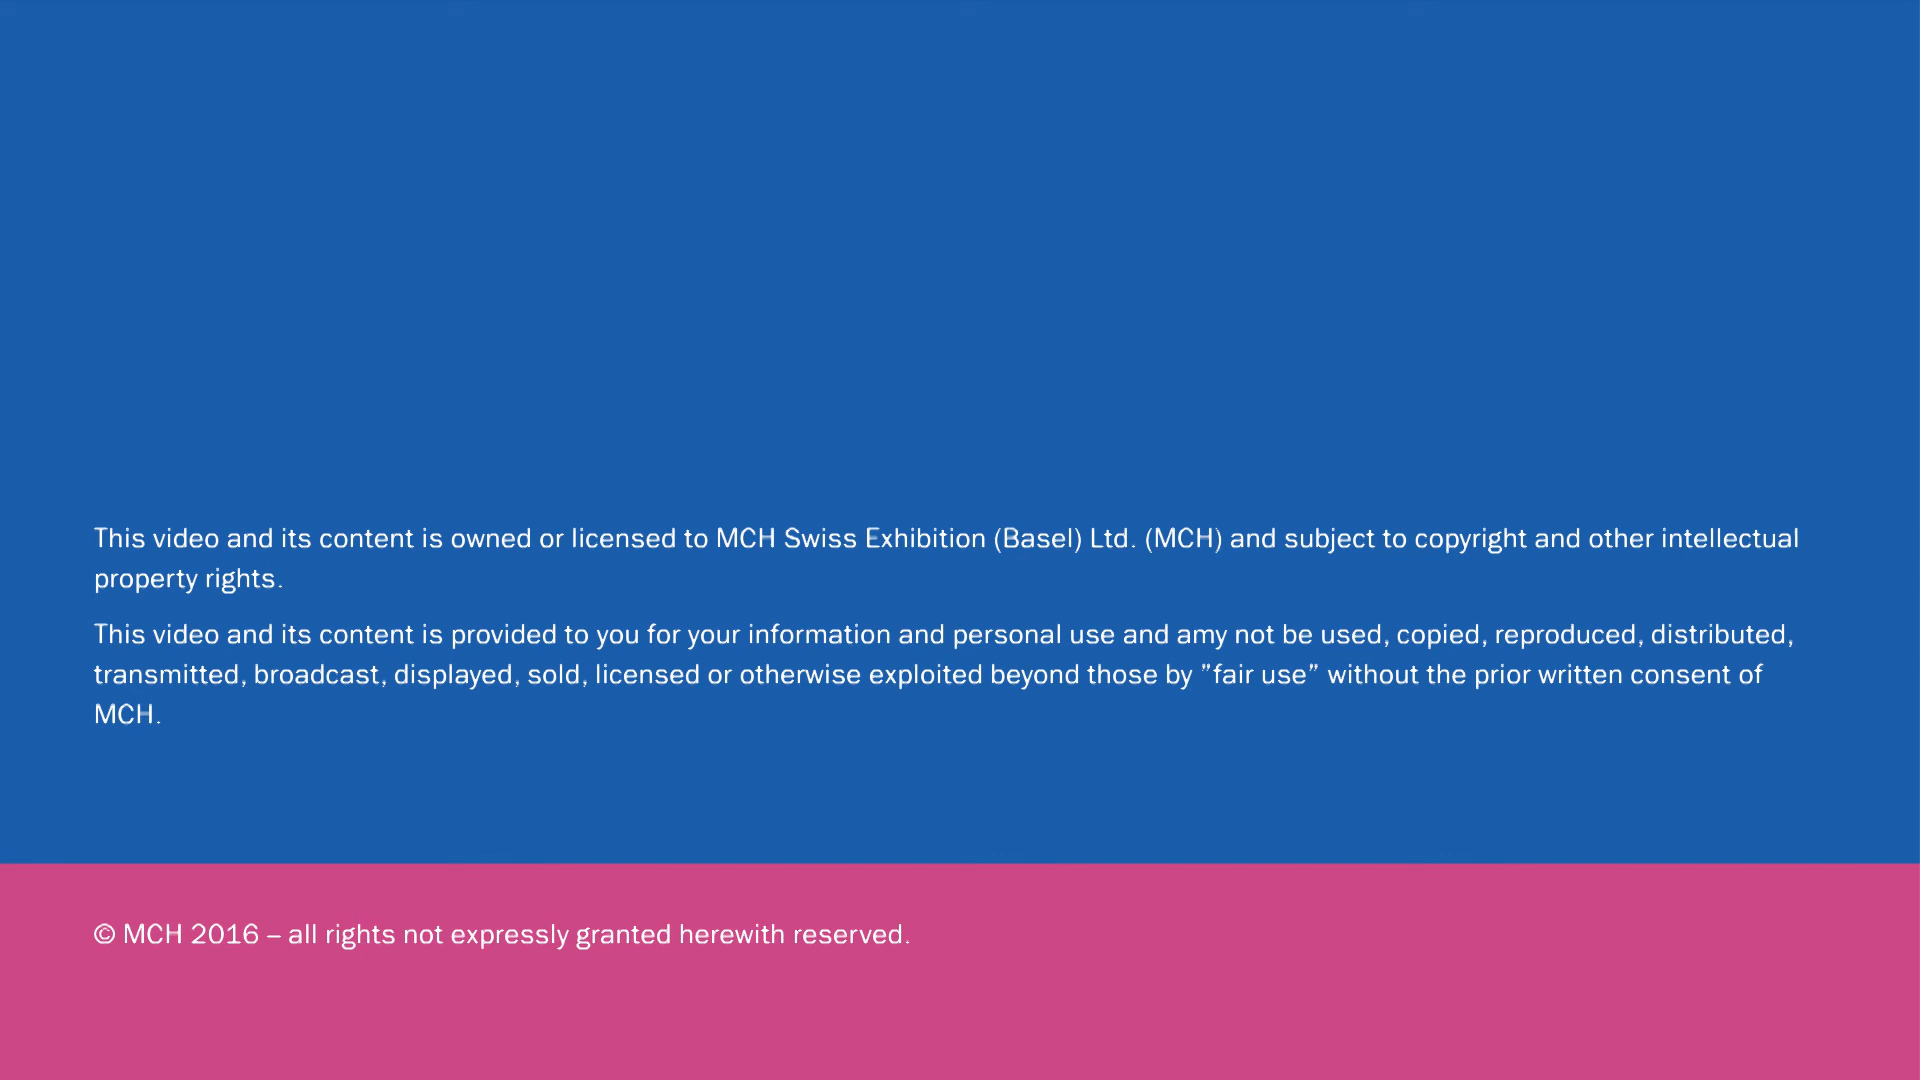 This video and its content is owned or licensed to MCH Swiss Exhibition (Basel) Ltd. (MCH) and subject to copyright and other intellectual
property rights.
This video and its content is provided to you for your information and personal use and amy not be used, copied, reproduced, distributed,
transmitted, broadcast, displayed, sold, licensed or otherwise exploited beyond those by ”fair use” without the prior written consent of
MCH.
© MCH 2016 – all rights not expressly granted herewith reserved.